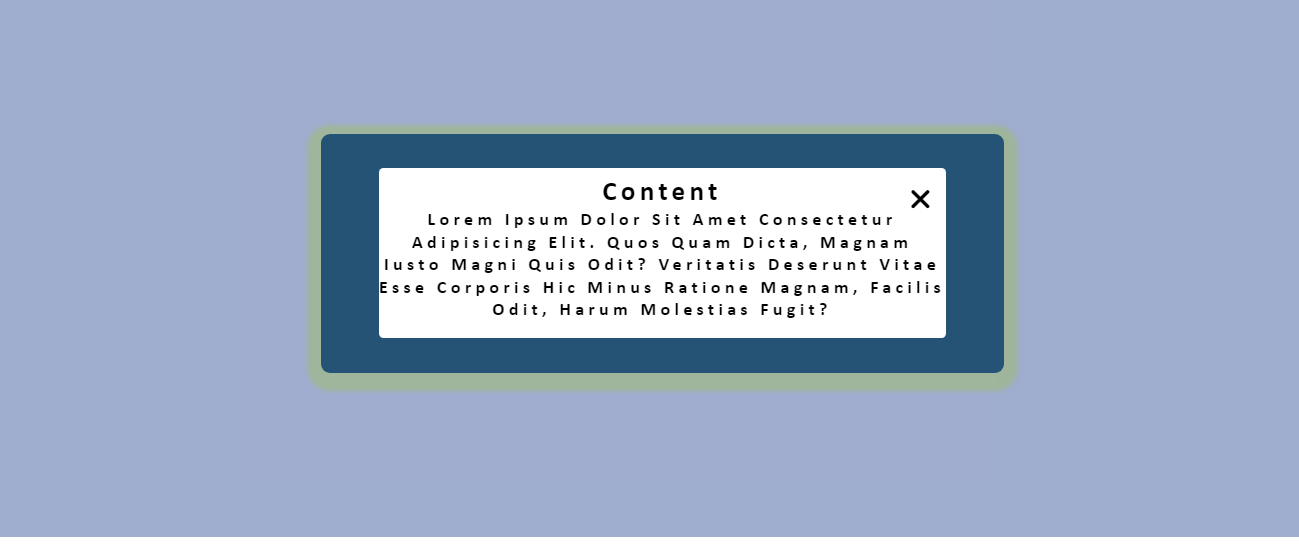 Content
Lorem Ipsum Dolor Sit Amet Consectetur
Adipisicing Elit. Quos Quam Dicta, Magnam
Iusto Magni Quis Odit? Veritatis Deserunt Vitae
Esse Corporis Hic Minus Ratione Magnam, Facilis
Odit, Harum Molestias Fugit?